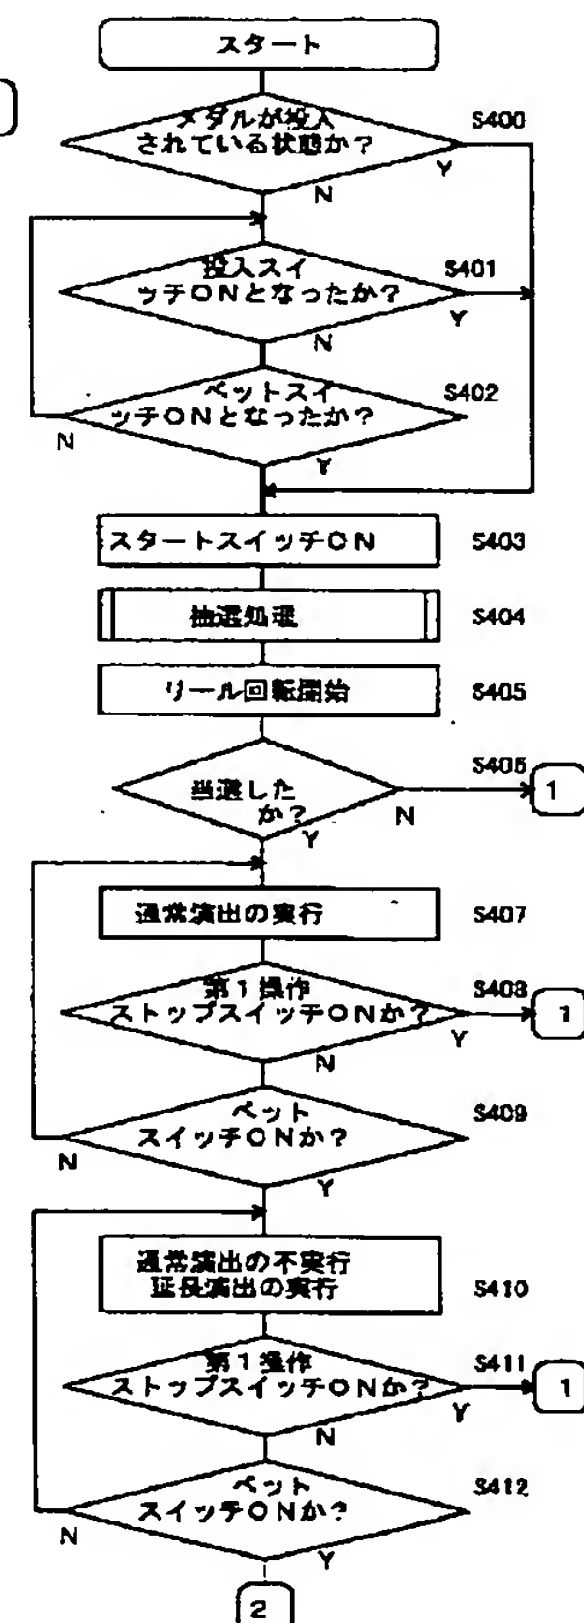 スタート
メダルが投入
されている状態か?
S400
Y
N
投入スイ
ッチONとなったか?
S401
Y
N
ベットスイ
ッチONとなったか?
S402
N
Y
スタートスイッチON
S403
抽選処理
S404
リール回転開始
S405
当選した
か?
S406
1
N
Y
通常演出の実行
S407
第1操作
ストップスイッチONか?
S408
1
Y
N
ベット
スイッチONか?
S409
N
Y
通常演出の不実行
延長演出の実行
S410
第1操作
ストップスイッチONか?
S411
1
Y
N
ベット
スイッチONか?
S412
N
Y
2